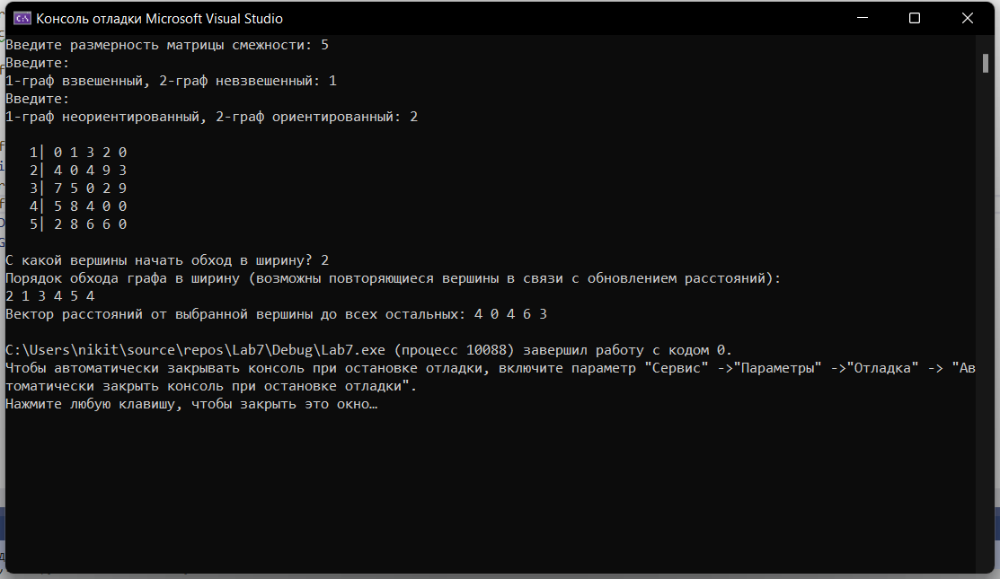 Консоль отладки Microsoft Visual Studio
Введите размерность матрицы смежности: 5
Введите:
1-граф взвешенный, 2-граф невзвешенный: 1
Введите:
1-граф неориентированный, 2-граф ориентированный: 2
1| 0 1 3 2 0
2| 4 0 4 9 3
3| 7 5 0 2 9
4| 5 8 4 0 0
5| 2 8 6 6 0
С какой вершины начать обход в ширину? 2
Порядок обхода графа в ширину (возможны повторяющиеся вершины в связи с обновлением расстояний):
2 1 3 4 5 4
Вектор расстояний от выбранной вершины до всех остальных: 4 0 4 6 3
C:\Users\nikit\source\repos\Lab7\Debug\Lab7.exe (процесс 10088) завершил работу с кодом 0.
Чтобы автоматически закрывать консоль при остановке отладки, включите параметр "Сервис" ->"Параметры" ->"Отладка" -> "Ав
томатически закрыть консоль при остановке отладки".
Нажмите любую клавишу, чтобы закрыть это окно…